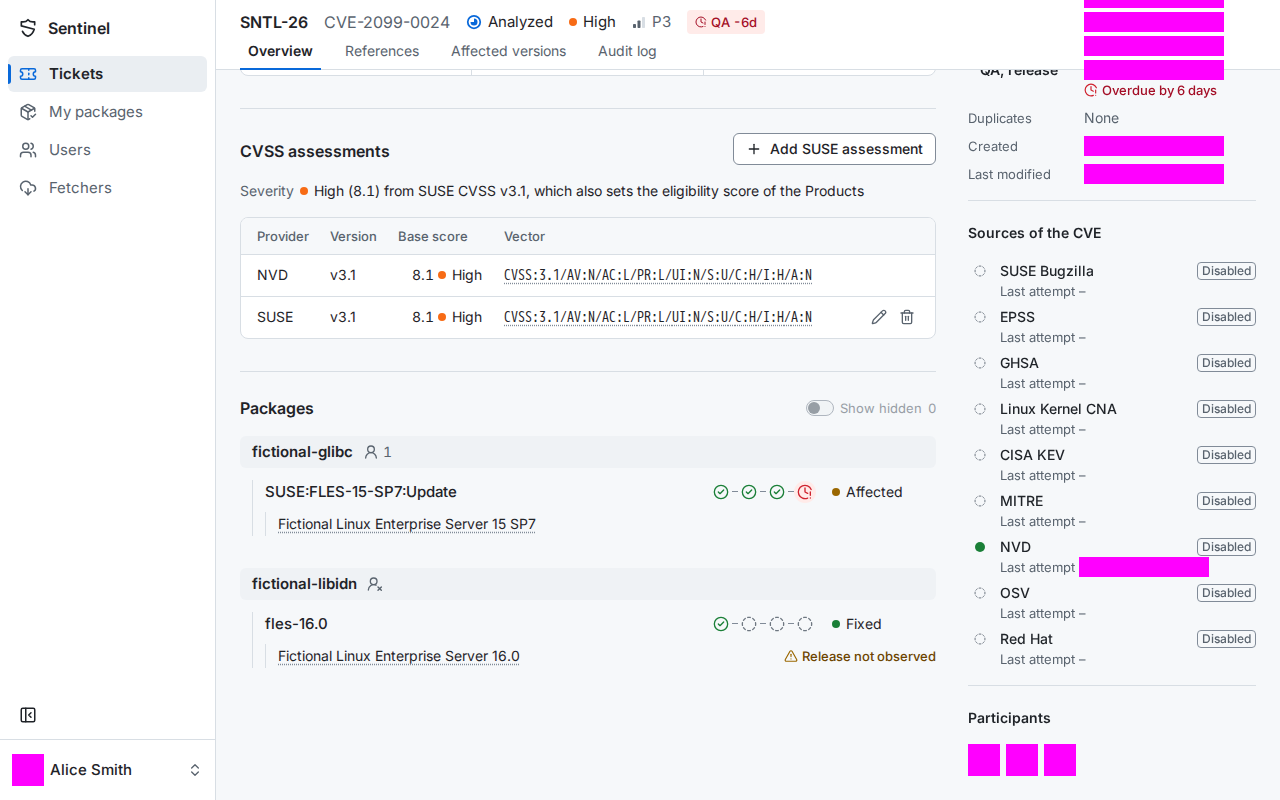 Sentinel
Tickets
My packages
Users
Fetchers
Alice Smith
SNTL-26 CVE-2099-0024 Analyzed High P3 QA -6d
Overview References Affected versions Audit log
CVSS assessments
Add SUSE assessment
Severity High (8.1) from SUSE CVSS v3.1, which also sets the eligibility score of the Products
Provider Version Base score Vector
NVD v3.1 8.1 High CVSS:3.1/AV:N/AC:L/PR:L/UI:N/S:U/C:H/I:H/A:N
SUSE v3.1 8.1 High CVSS:3.1/AV:N/AC:L/PR:L/UI:N/S:U/C:H/I:H/A:N
Packages
Show hidden 0
fictional-glibc 1
SUSE:FLES-15-SP7:Update Affected
Fictional Linux Enterprise Server 15 SP7
fictional-libidn
fles-16.0 Fixed
Fictional Linux Enterprise Server 16.0 Release not observed
QA, release
Overdue by 6 days
Duplicates None
Created
Last modified
Sources of the CVE
SUSE Bugzilla Disabled
Last attempt –
EPSS Disabled
Last attempt –
GHSA Disabled
Last attempt –
Linux Kernel CNA Disabled
Last attempt –
CISA KEV Disabled
Last attempt –
MITRE Disabled
Last attempt –
NVD Disabled
Last attempt
OSV Disabled
Last attempt –
Red Hat Disabled
Last attempt –
Participants